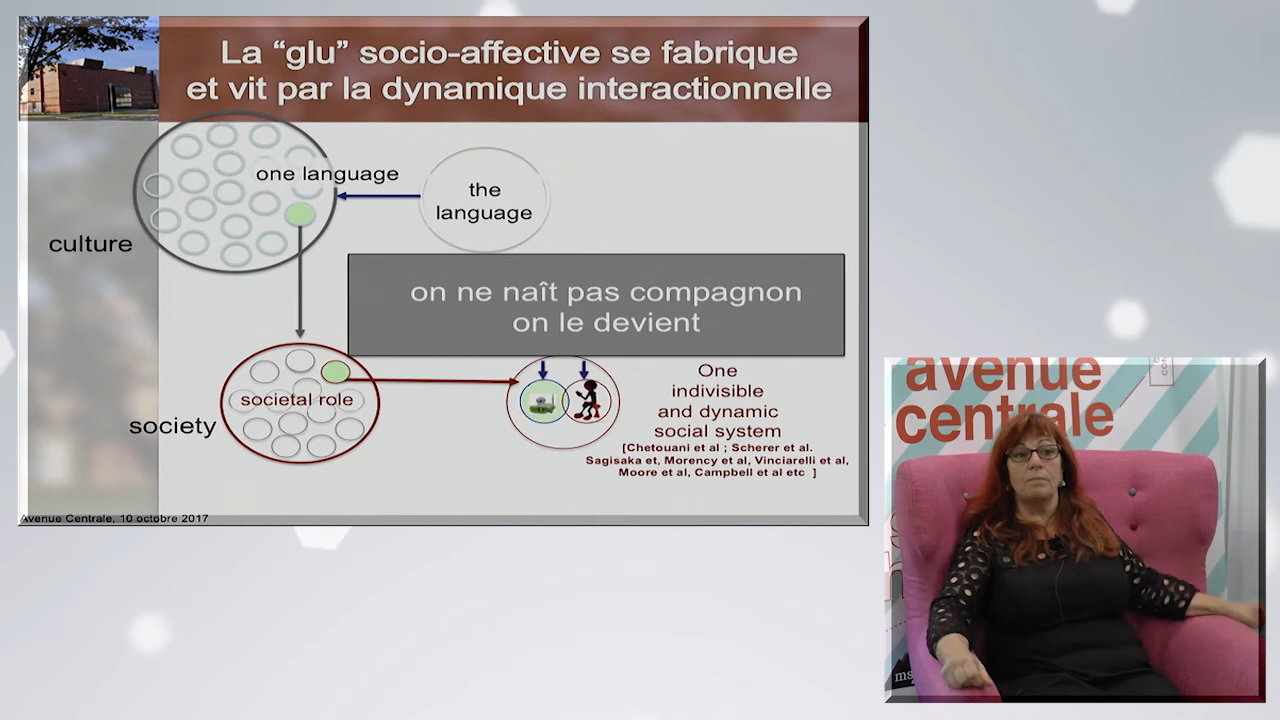 La “glu” socio-affective se fabrique
et vit par la dynamique interactionnelle
one language
the
language
culture
on ne naît pas compagnon
on le devient
societal role
society
One
indivisible
and dynamic
social system
[Chetouani et al ; Scherer et al.
Sagisaka et, Morency et al, Vinciarelli et al,
Moore et al, Campbell et al etc ]
Avenue Centrale, 10 octobre 2017
avenue
centrale